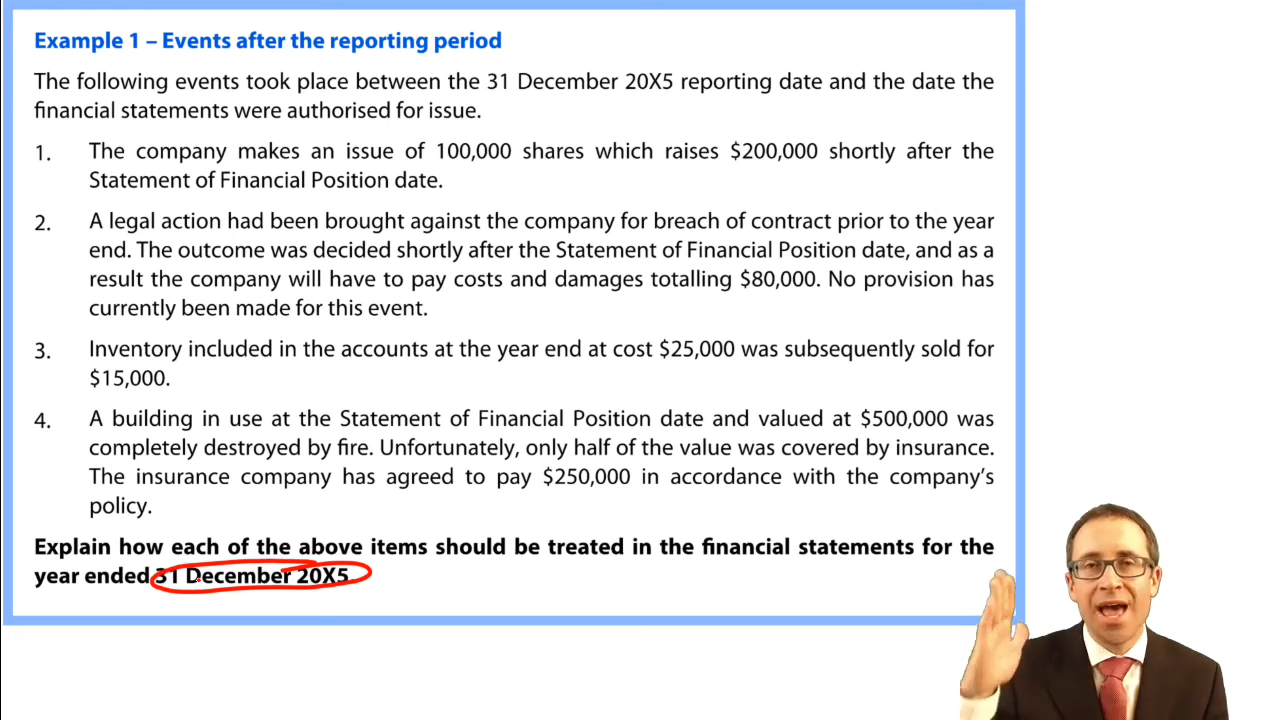 Example 1 – Events after the reporting period
The following events took place between the 31 December 20X5 reporting date and the date the
financial statements were authorised for issue.
1. The company makes an issue of 100,000 shares which raises $200,000 shortly after the
Statement of Financial Position date.
2. A legal action had been brought against the company for breach of contract prior to the year
end. The outcome was decided shortly after the Statement of Financial Position date, and as a
result the company will have to pay costs and damages totalling $80,000. No provision has
currently been made for this event.
3. Inventory included in the accounts at the year end at cost $25,000 was subsequently sold for
$15,000.
4. A building in use at the Statement of Financial Position date and valued at $500,000 was
completely destroyed by fire. Unfortunately, only half of the value was covered by insurance.
The insurance company has agreed to pay $250,000 in accordance with the company’s
policy.
Explain how each of the above items should be treated in the financial statements for the
year ended 31 December 20X5.